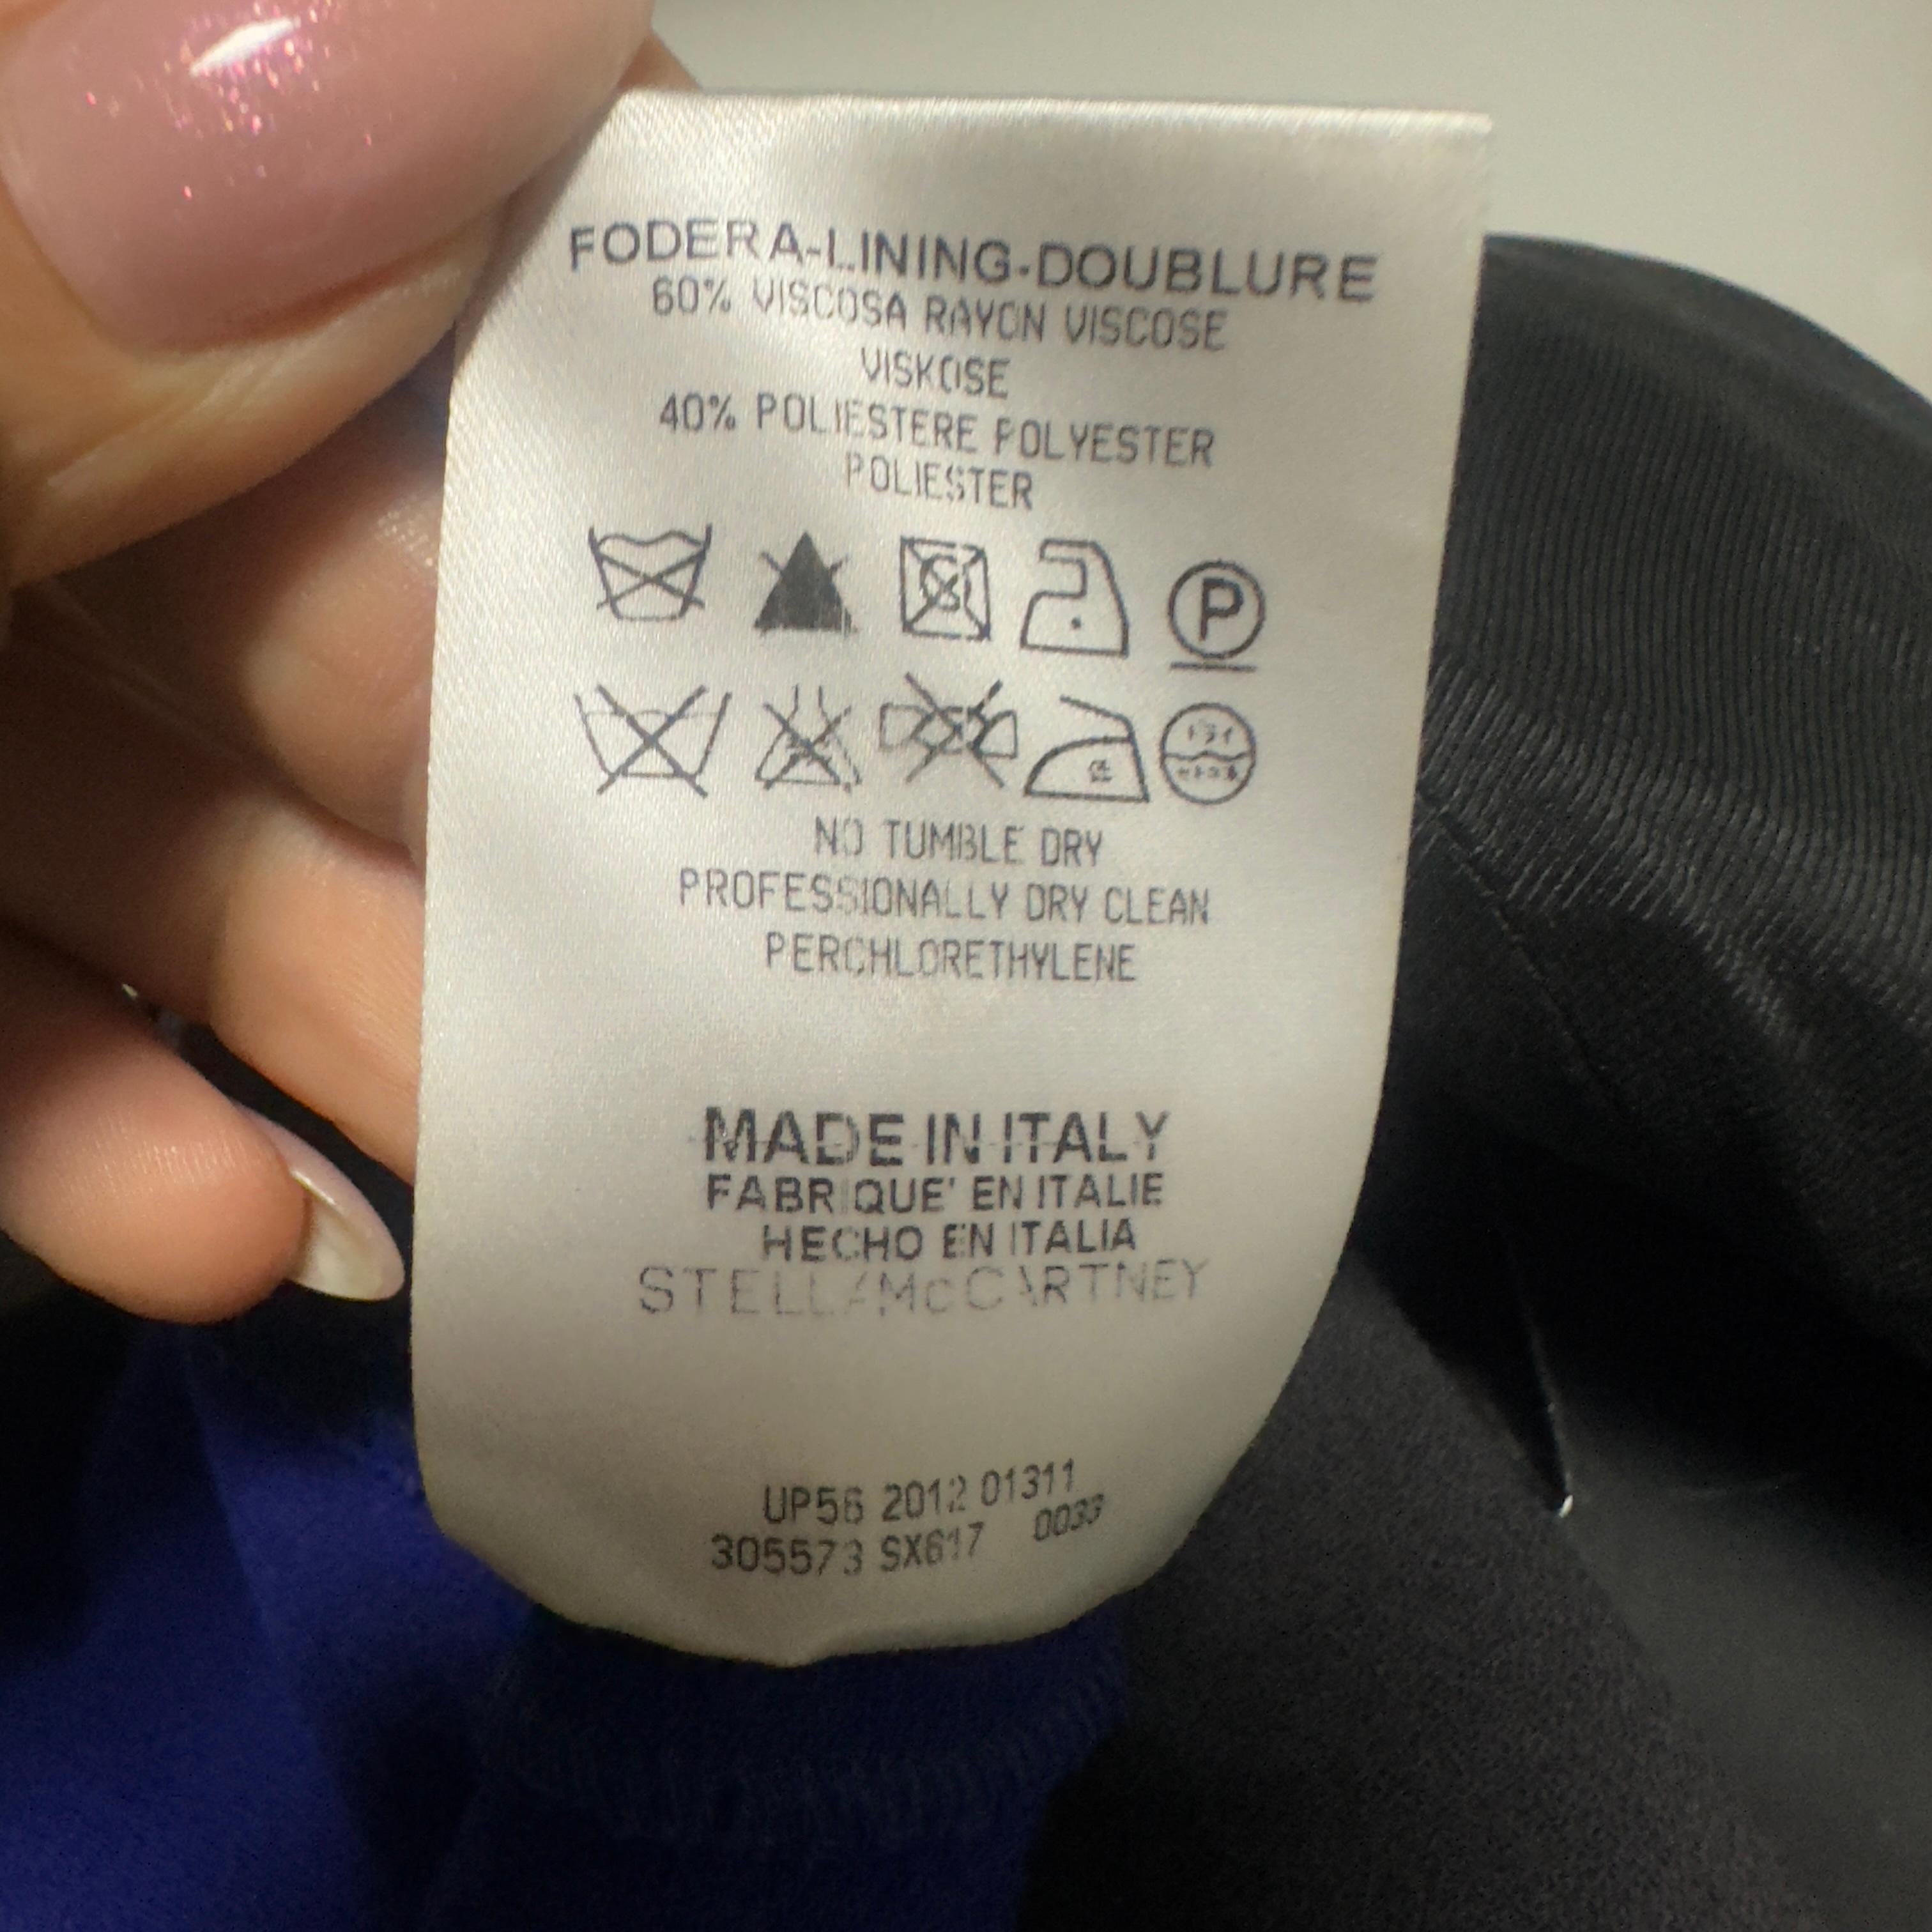 FODERA-LINING-DOUBLURE
60% VISCOSA RAYON VISCOSE
VISKOSE
40% POLIESTERE POLYESTER
POLIESTER
P
NO TUMBLE DRY
PROFESSIONALLY DRY CLEAN
PERCHLORETHYLENE
MADE IN ITALY
FABRIQUE' EN ITALIE
HECHO EN ITALIA
STELLA McCARTNEY
UP56 2012 01311
305573 SX617 0033